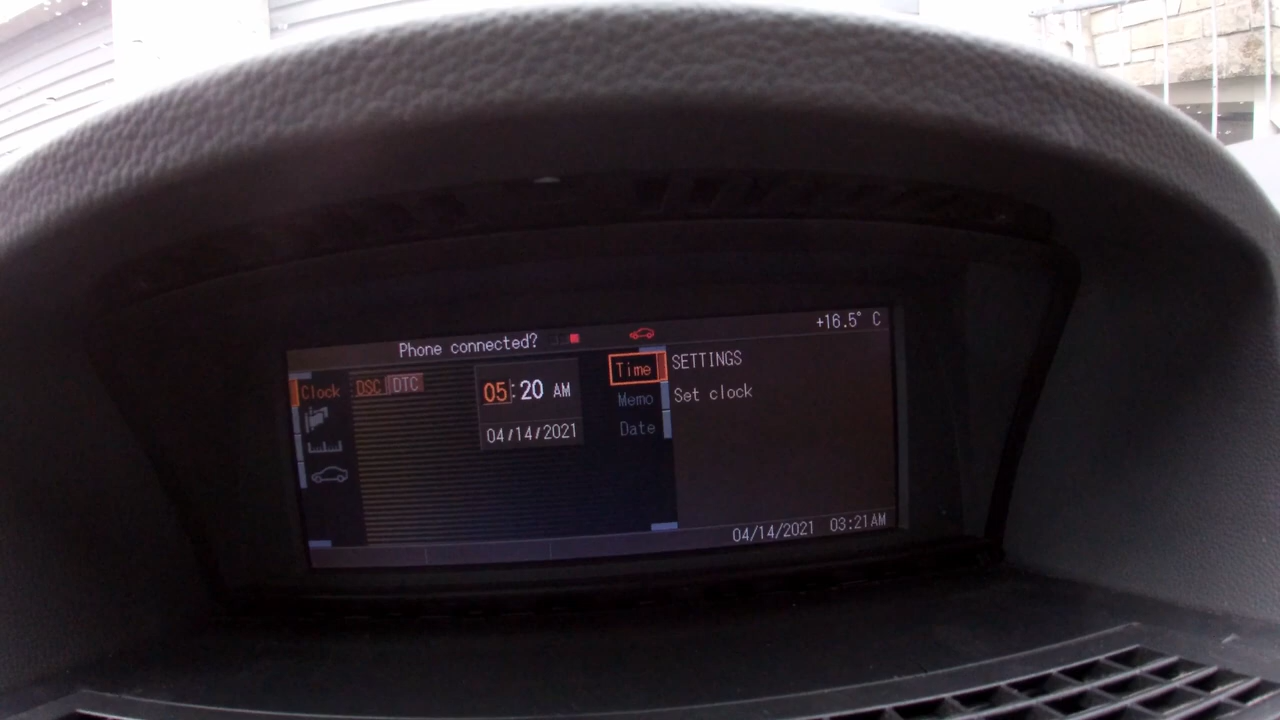 Phone connected?
+16.5° C
Clock
DSC DTC
05:20 AM
04/14/2021
Time
Memo
Date
SETTINGS
Set clock
04/14/2021 03:21AM